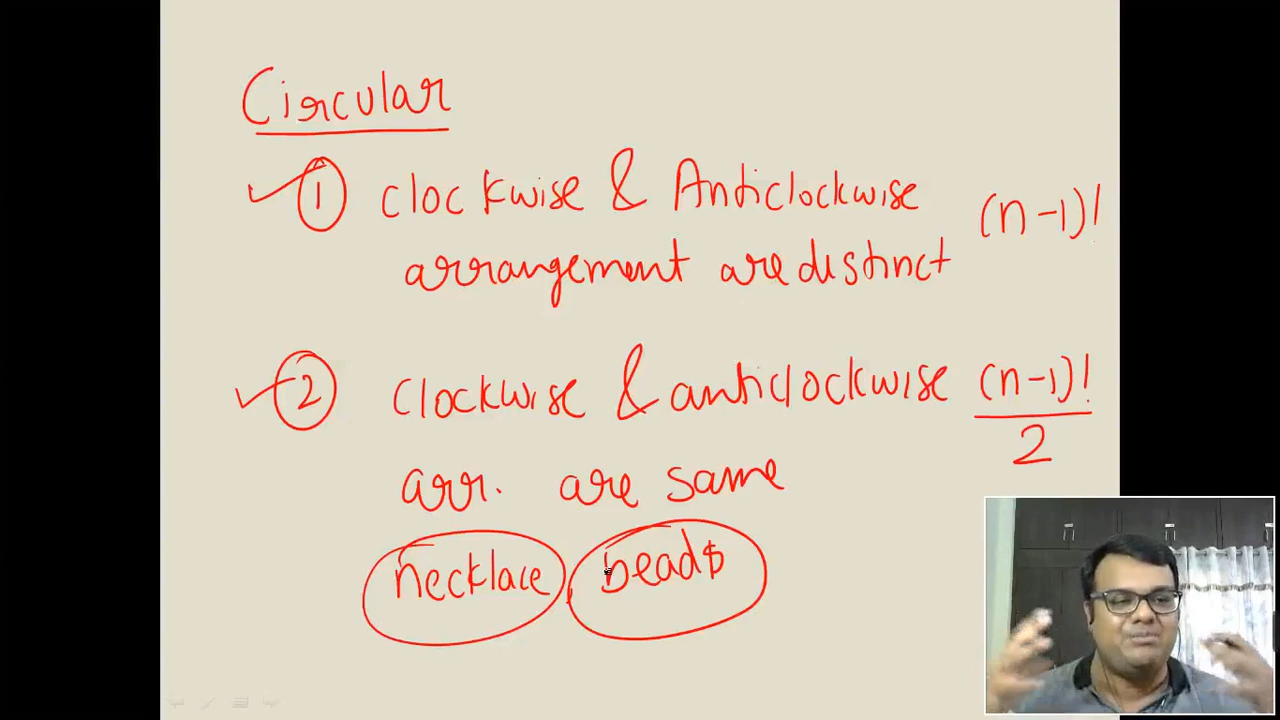 Circular
1 clockwise & Anticlockwise (n-1)!
arrangement are distinct
2 clockwise & anticlockwise (n-1)!
2
arr. are same
necklace, beads